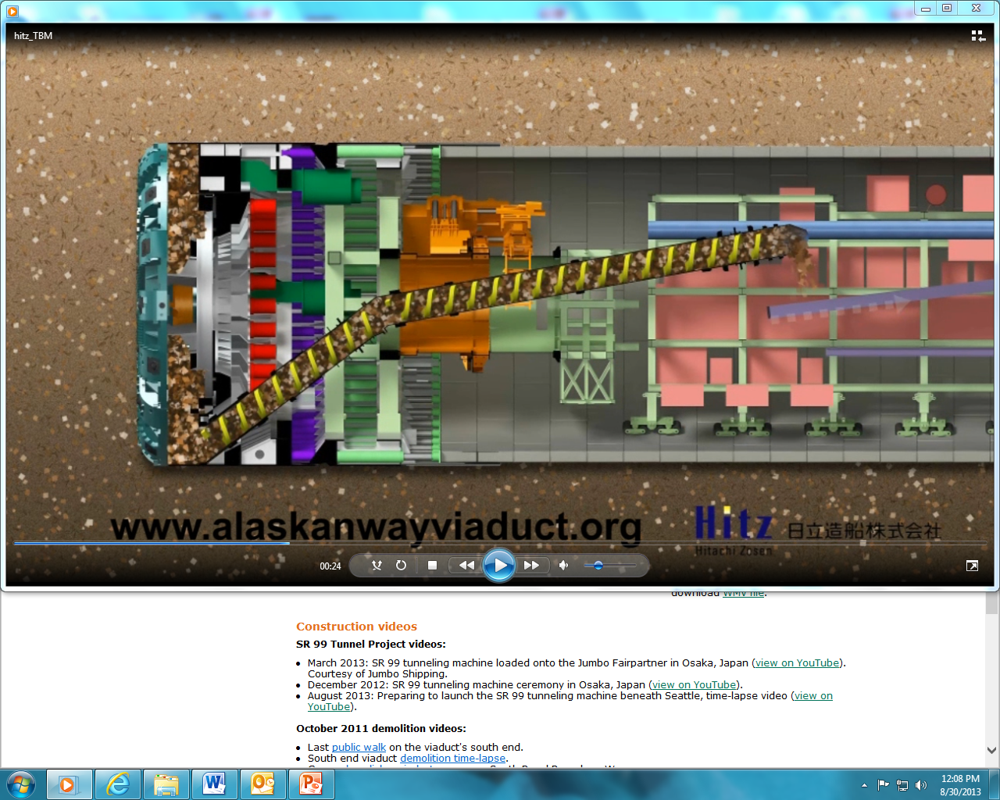 hitz_TBM
www.alaskanwayviaduct.org
Hitz 日立造船株式会社
Hitachi Zosen
00:24
download WMV file.
Construction videos
SR 99 Tunnel Project videos:
March 2013: SR 99 tunneling machine loaded onto the Jumbo Fairpartner in Osaka, Japan (view on YouTube).
Courtesy of Jumbo Shipping.
December 2012: SR 99 tunneling machine ceremony in Osaka, Japan (view on YouTube).
August 2013: Preparing to launch the SR 99 tunneling machine beneath Seattle, time-lapse video (view on
YouTube).
October 2011 demolition videos:
Last public walk on the viaduct's south end.
South end viaduct demolition time-lapse.
12:08 PM
8/30/2013